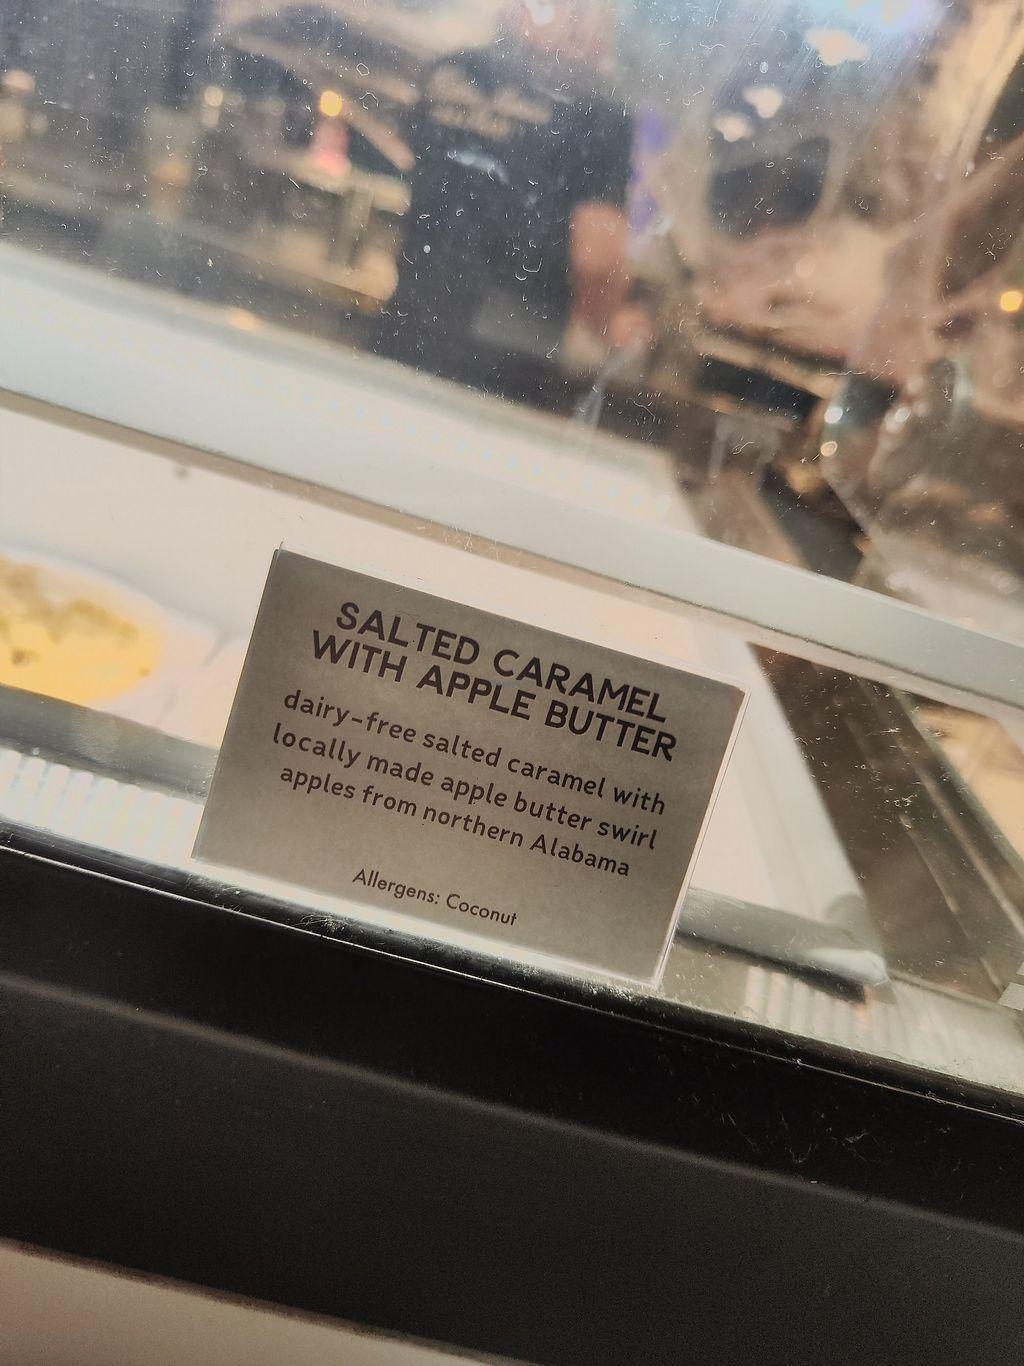 SALTED CARAMEL
WITH APPLE BUTTER
dairy-free salted caramel with
locally made apple butter swirl
apples from northern Alabama
Allergens: Coconut